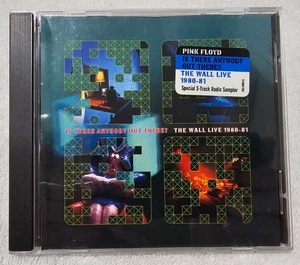 PINK FLOYD
IS THERE ANYBODY
OUT THERE?
THE WALL LIVE
1980-81
Special 3-Track Radio Sampler
IS THERE ANYBODY OUT THERE? THE WALL LIVE 1980-81